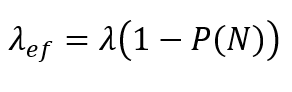 λ_ef = λ(1 − P(N))